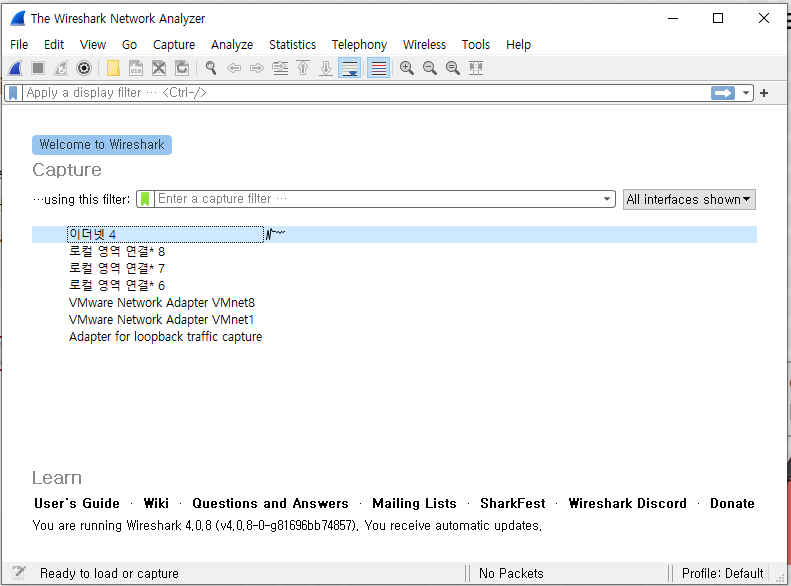 The Wireshark Network Analyzer
File Edit View Go Capture Analyze Statistics Telephony Wireless Tools Help
Apply a display filter ··· <Ctrl-/>
Welcome to Wireshark
Capture
···using this filter: Enter a capture filter ··· All interfaces shown
이더넷 4
로컬 영역 연결* 8
로컬 영역 연결* 7
로컬 영역 연결* 6
VMware Network Adapter VMnet8
VMware Network Adapter VMnet1
Adapter for loopback traffic capture
Learn
User's Guide · Wiki · Questions and Answers · Mailing Lists · SharkFest · Wireshark Discord · Donate
You are running Wireshark 4.0.8 (v4.0.8-0-g81696bb74857). You receive automatic updates.
Ready to load or capture No Packets Profile: Default